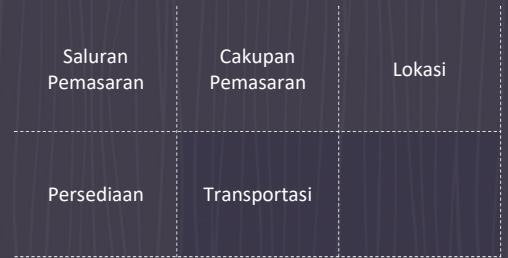 Saluran
Pemasaran
Cakupan
Pemasaran
Lokasi
Persediaan
Transportasi